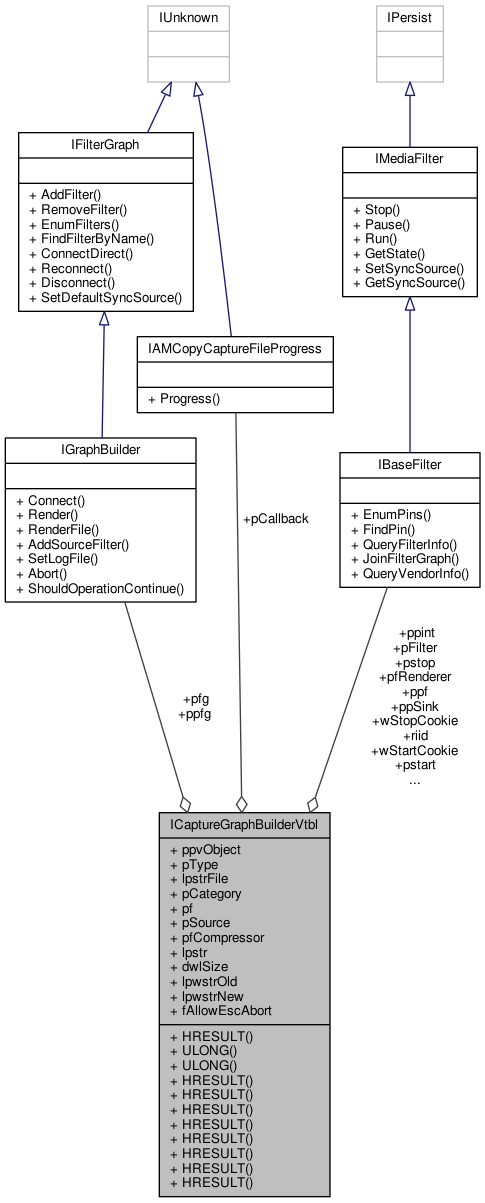 IUnknown
IPersist
IFilterGraph
+ AddFilter()
+ RemoveFilter()
+ EnumFilters()
+ FindFilterByName()
+ ConnectDirect()
+ Reconnect()
+ Disconnect()
+ SetDefaultSyncSource()
IMediaFilter
+ Stop()
+ Pause()
+ Run()
+ GetState()
+ SetSyncSource()
+ GetSyncSource()
IAMCopyCaptureFileProgress
+ Progress()
IGraphBuilder
+ Connect()
+ Render()
+ RenderFile()
+ AddSourceFilter()
+ SetLogFile()
+ Abort()
+ ShouldOperationContinue()
IBaseFilter
+ EnumPins()
+ FindPin()
+ QueryFilterInfo()
+ JoinFilterGraph()
+ QueryVendorInfo()
+pCallback
+pfg
+ppfg
+ppint
+pFilter
+pstop
+pfRenderer
+ppf
+ppSink
+wStopCookie
+riid
+wStartCookie
+pstart
...
ICaptureGraphBuilderVtbl
+ ppvObject
+ pType
+ lpstrFile
+ pCategory
+ pf
+ pSource
+ pfCompressor
+ lpstr
+ dwlSize
+ lpwstrOld
+ lpwstrNew
+ fAllowEscAbort
+ HRESULT()
+ ULONG()
+ ULONG()
+ HRESULT()
+ HRESULT()
+ HRESULT()
+ HRESULT()
+ HRESULT()
+ HRESULT()
+ HRESULT()
+ HRESULT()